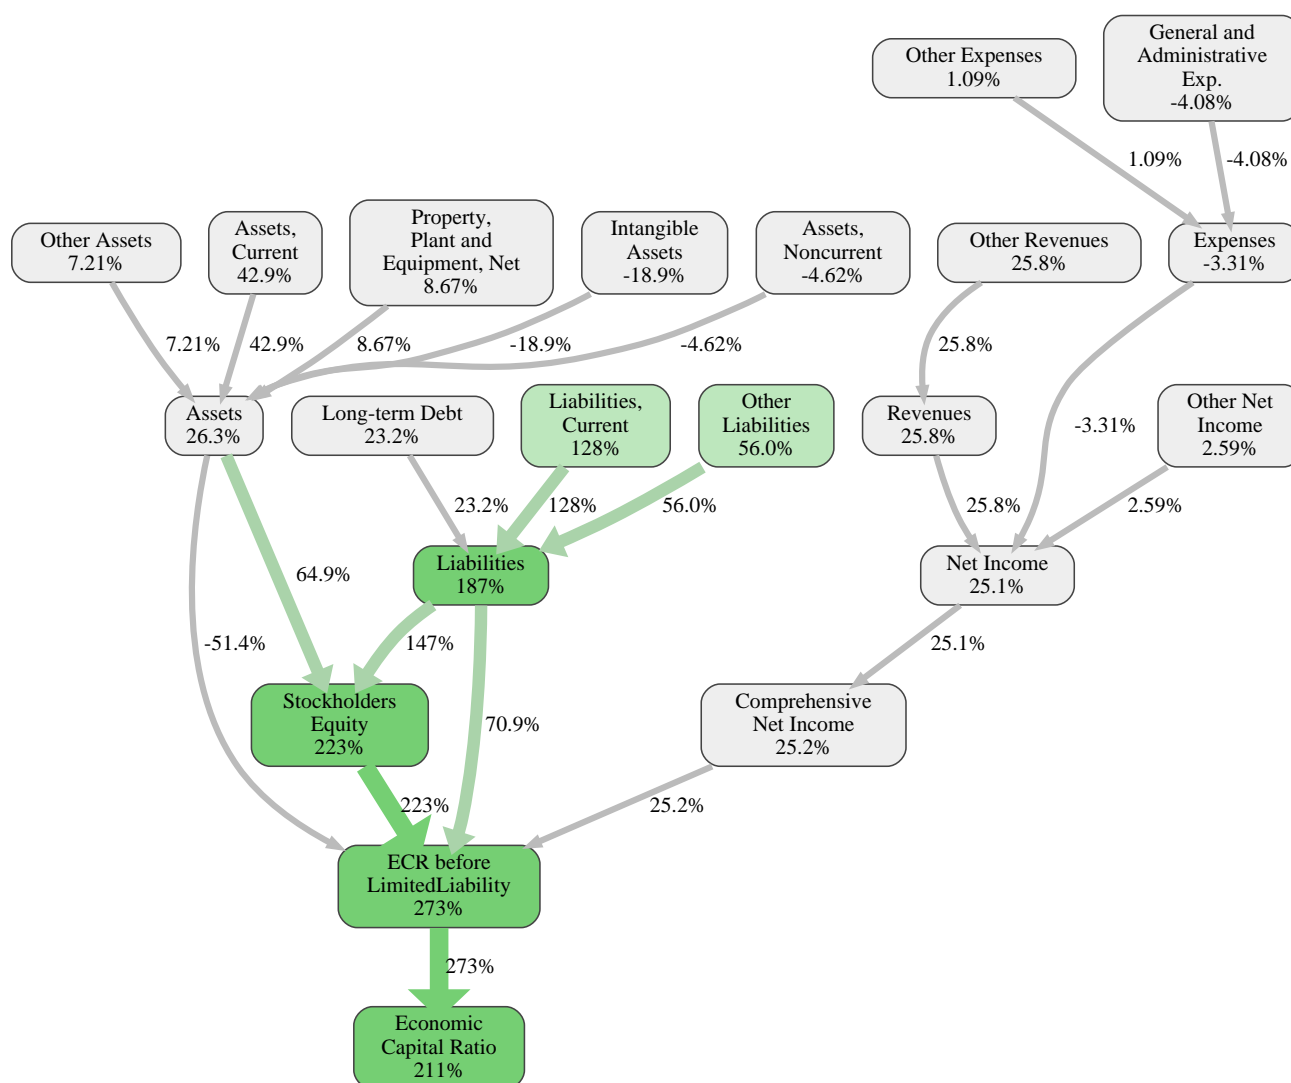 General and
Administrative
Exp.
-4.08%
Other Expenses
1.09%
1.09%
-4.08%
Other Assets
7.21%
Assets,
Current
42.9%
Property,
Plant and
Equipment, Net
8.67%
Intangible
Assets
-18.9%
Assets,
Noncurrent
-4.62%
Other Revenues
25.8%
Expenses
-3.31%
7.21%
42.9%
8.67%
-18.9%
-4.62%
25.8%
Assets
26.3%
Long-term Debt
23.2%
Liabilities,
Current
128%
Other
Liabilities
56.0%
Revenues
25.8%
-3.31%
Other Net
Income
2.59%
23.2%
128%
56.0%
25.8%
2.59%
Liabilities
187%
Net Income
25.1%
64.9%
-51.4%
147%
25.1%
Stockholders
Equity
223%
70.9%
Comprehensive
Net Income
25.2%
223%
25.2%
ECR before
LimitedLiability
273%
273%
Economic
Capital Ratio
211%